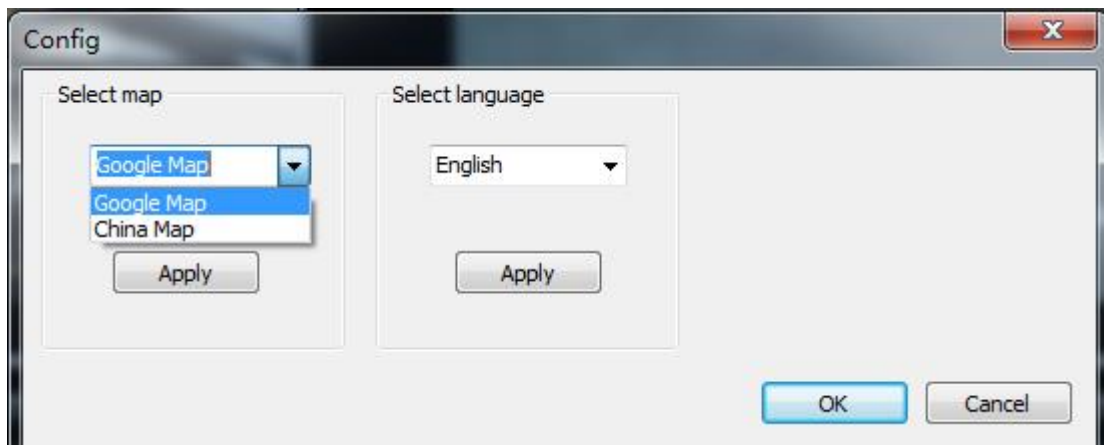 Config
Select map
Google Map
Google Map
China Map
Apply
Select language
English
Apply
OK
Cancel